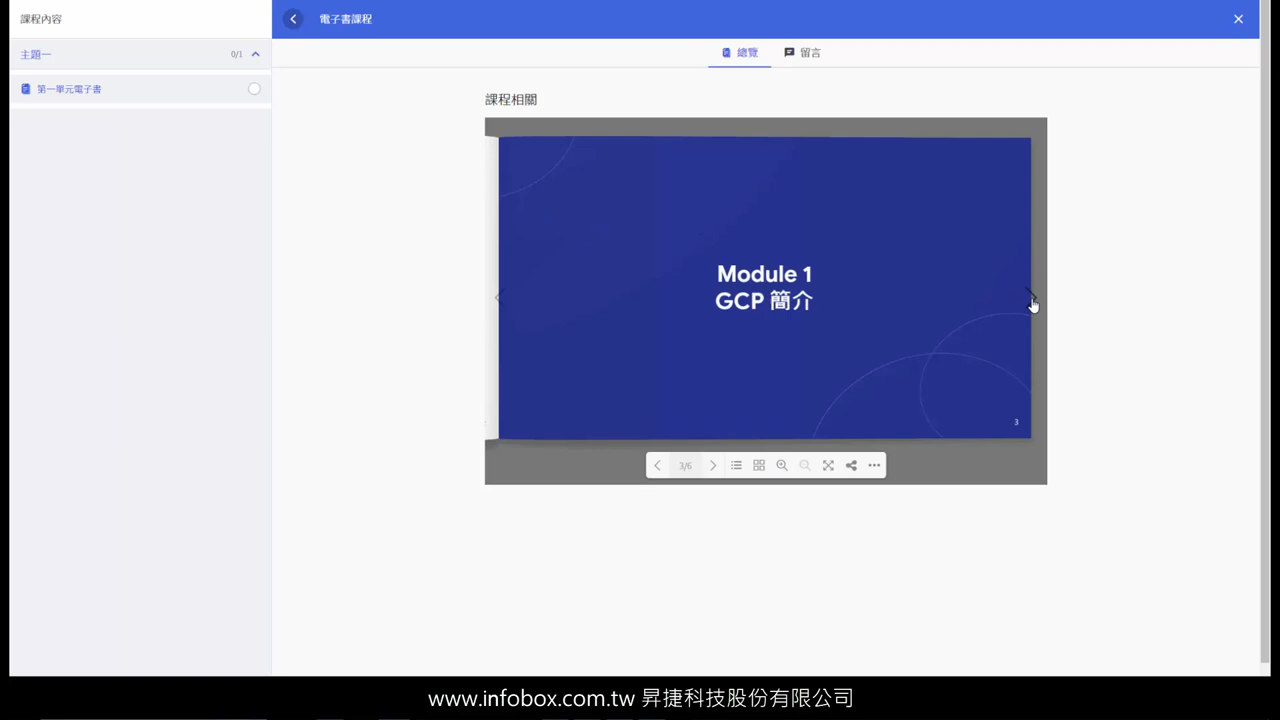 課程內容
電子書課程
主題一
0/1
總覽
留言
第一單元電子書
課程相關
Module 1
GCP 簡介
3
3/6
www.infobox.com.tw 昇捷科技股份有限公司